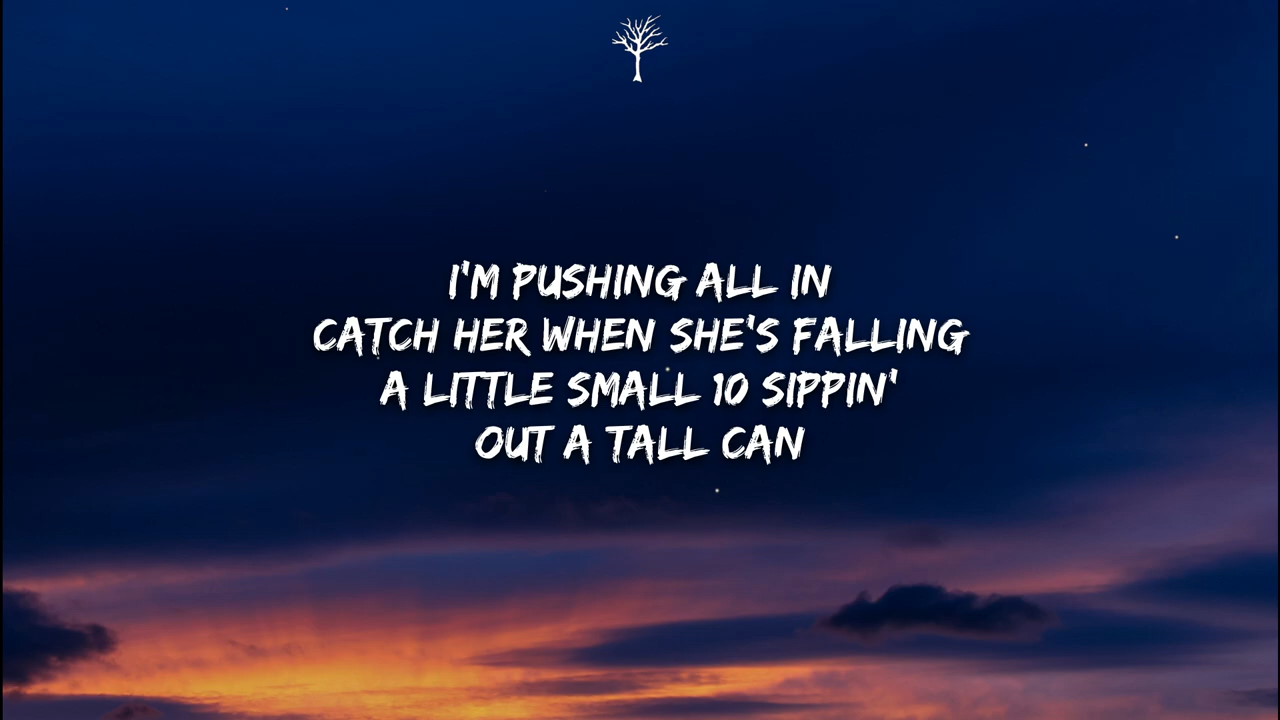 I'M PUSHING ALL IN
CATCH HER WHEN SHE'S FALLING
A LITTLE SMALL 10 SIPPIN'
OUT A TALL CAN